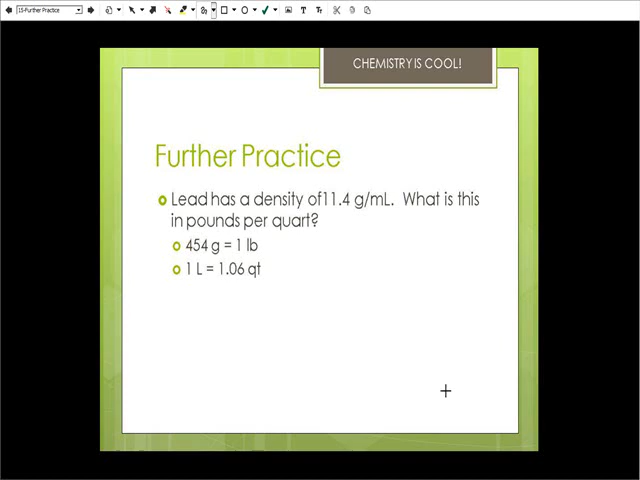 15-Further Practice
CHEMISTRY IS COOL!
Further Practice
Lead has a density of11.4 g/mL. What is this
in pounds per quart?
454 g = 1 lb
1 L = 1.06 qt